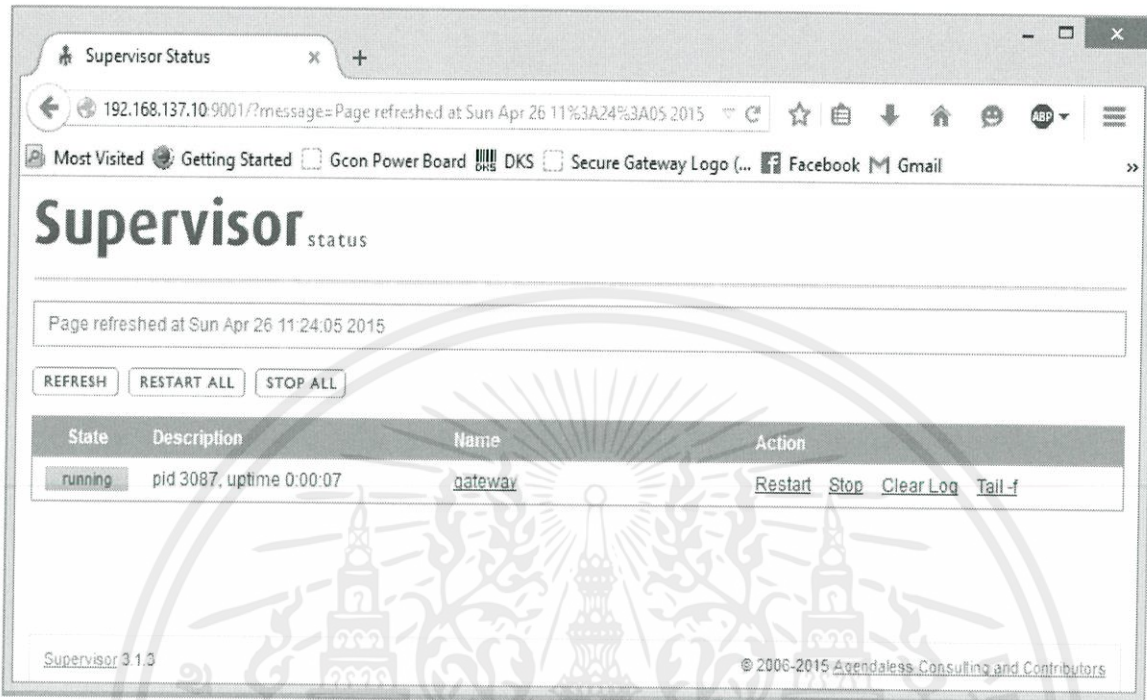 Supervisor Status
192.168.137.10:9001/?message=Page refreshed at Sun Apr 26 11%3A24%3A05 2015
ABP
Most Visited Getting Started Gcon Power Board DKS DKS Secure Gateway Logo (... Facebook Gmail »
Supervisor status
Page refreshed at Sun Apr 26 11:24:05 2015
REFRESH RESTART ALL STOP ALL
State Description Name Action
running pid 3087, uptime 0:00:07 gateway Restart Stop Clear Log Tail -f
Supervisor 3.1.3 © 2006-2015 Agendaless Consulting and Contributors